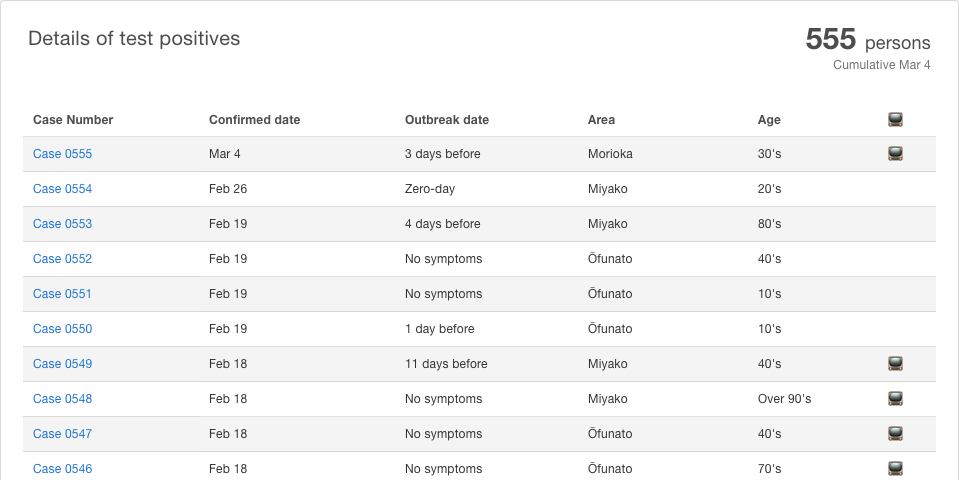 Details of test positives
555 persons
Cumulative Mar 4
Case Number Confirmed date Outbreak date Area Age
Case 0555 Mar 4 3 days before Morioka 30's
Case 0554 Feb 26 Zero-day Miyako 20's
Case 0553 Feb 19 4 days before Miyako 80's
Case 0552 Feb 19 No symptoms Ōfunato 40's
Case 0551 Feb 19 No symptoms Ōfunato 10's
Case 0550 Feb 19 1 day before Ōfunato 10's
Case 0549 Feb 18 11 days before Miyako 40's
Case 0548 Feb 18 No symptoms Miyako Over 90's
Case 0547 Feb 18 No symptoms Ōfunato 40's
Case 0546 Feb 18 No symptoms Ōfunato 70's